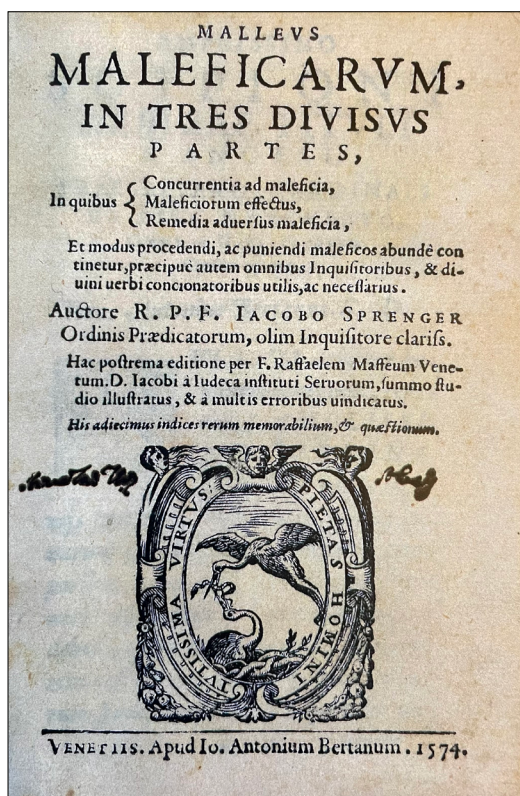 MALLEVS
MALEFICARVM,
IN TRES DIVISVS
PARTES,
In quibus { Concurrentia ad maleficia,
Maleficiorum effectus,
Remedia aduerſus maleficia,
Et modus procedendi, ac puniendi maleficos abundè con
tinetur, præcipuè autem omnibus Inquiſitoribus, & di-
uini uerbi concionatoribus utilis, ac neceſſarius.
Auctore R. P. F. IACOBO SPRENGER
Ordinis Prædicatorum, olim Inquiſitore clariſs.
Hac poſtrema editione per F. Raffaelem Maffeum Vene-
tum. D. Iacobi à Iudeca inſtituti Seruorum, ſummo ſtu-
dio illuſtratus, & à multis erroribus uindicatus.
His adiecimus indices rerum memorabilium, & quæſtionum.
PIETAS HOMINI
TVTISSIMA VIRTVS.
VENETIIS. Apud Io. Antonium Bertanum. 1574.